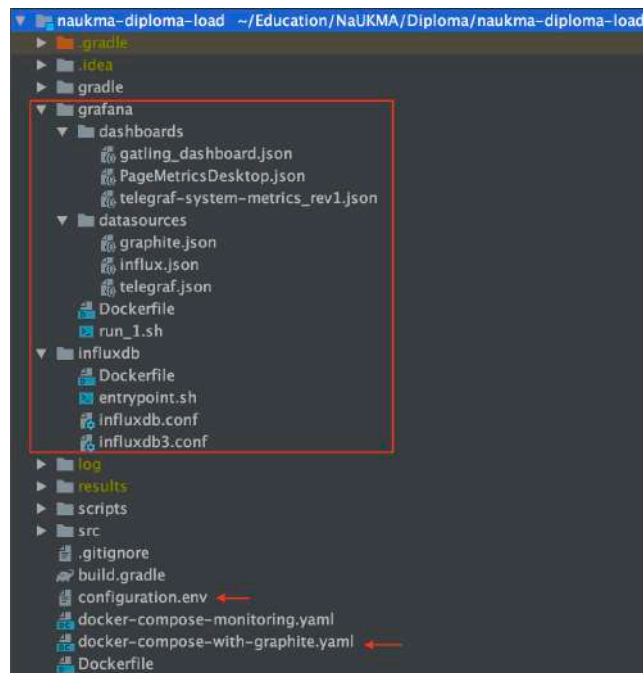 naukma-diploma-load ~/Education/NaUKMA/Diploma/naukma-diploma-load
.gradle
.idea
gradle
grafana
dashboards
gatling_dashboard.json
PageMetricsDesktop.json
telegraf-system-metrics_rev1.json
datasources
graphite.json
influx.json
telegraf.json
Dockerfile
run_1.sh
influxdb
Dockerfile
entrypoint.sh
influxdb.conf
influxdb3.conf
log
results
scripts
src
.gitignore
build.gradle
configuration.env
docker-compose-monitoring.yaml
docker-compose-with-graphite.yaml
Dockerfile